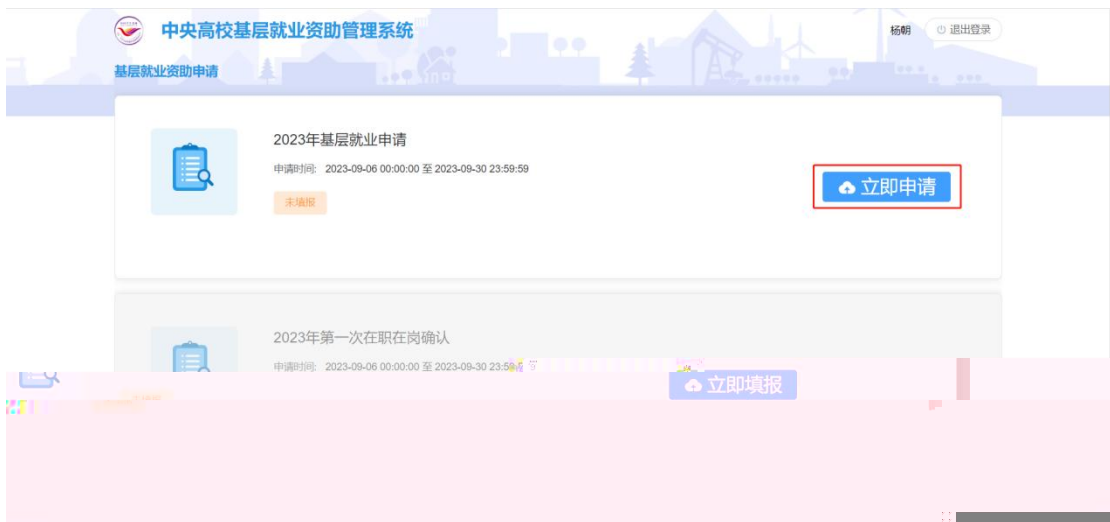 中央高校基层就业资助管理系统
杨朝
退出登录
基层就业资助申请
2023年基层就业申请
申请时间: 2023-09-06 00:00:00 至 2023-09-30 23:59:59
未填报
立即申请
2023年第一次在职在岗确认
申请时间: 2023-09-06 00:00:00 至 2023-09-30 23:59
立即填报